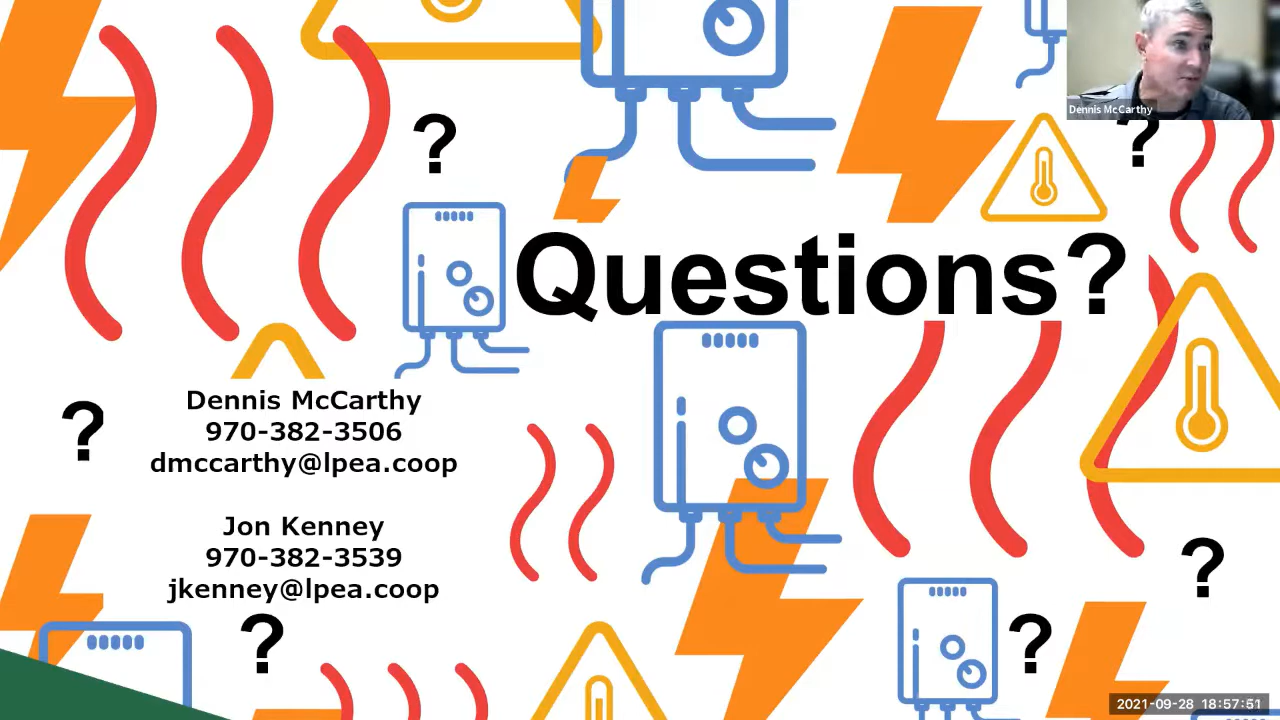 Dennis McCarthy
?
?
Questions?
?
Dennis McCarthy
970-382-3506
dmccarthy@lpea.coop
Jon Kenney
970-382-3539
jkenney@lpea.coop
?
?
?
2021-09-28 18:57:51